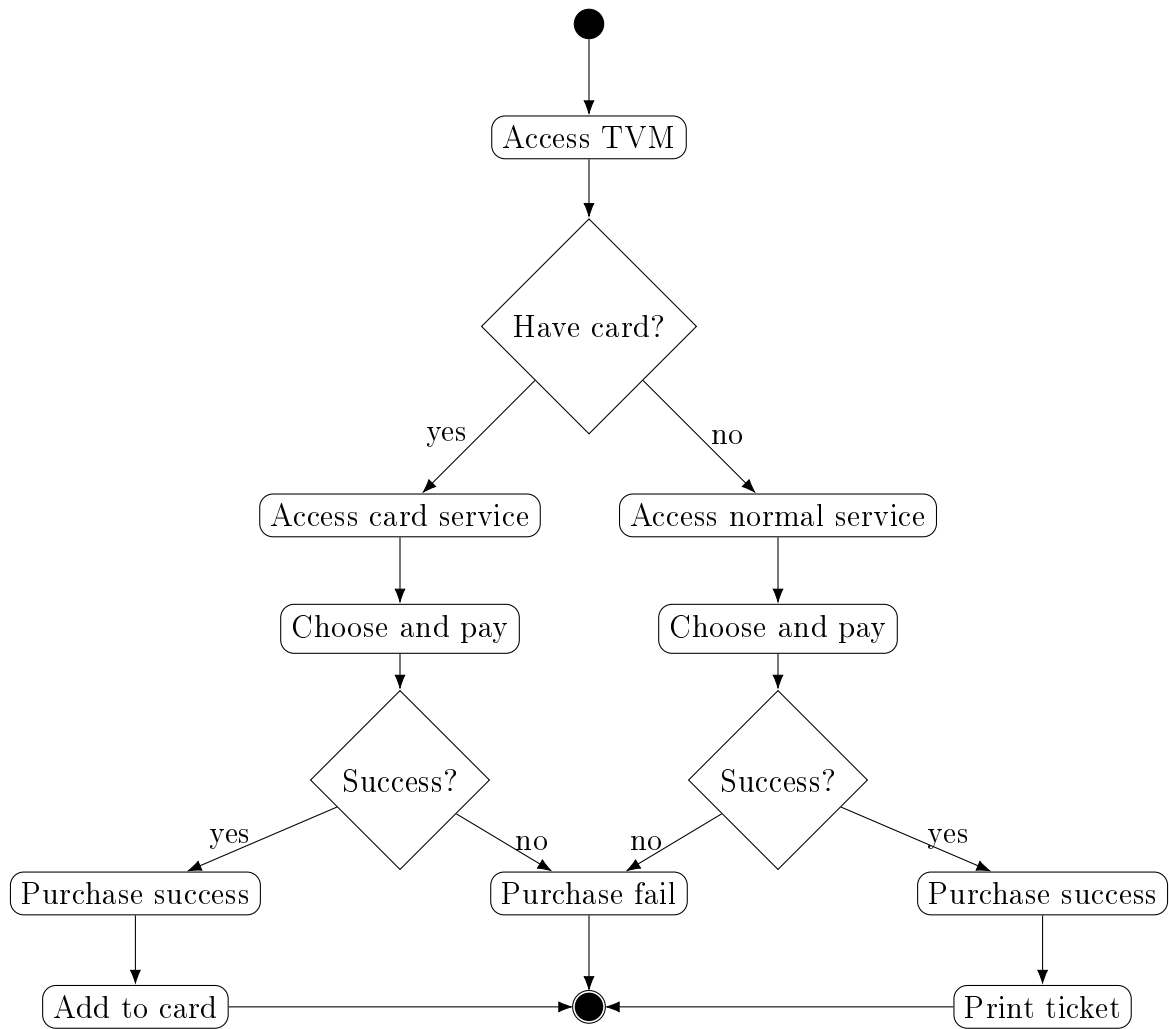 Access TVM
Have card?
yes
no
Access card service
Access normal service
Choose and pay
Choose and pay
Success?
Success?
yes
no
no
yes
Purchase success
Purchase fail
Purchase success
Add to card
Print ticket